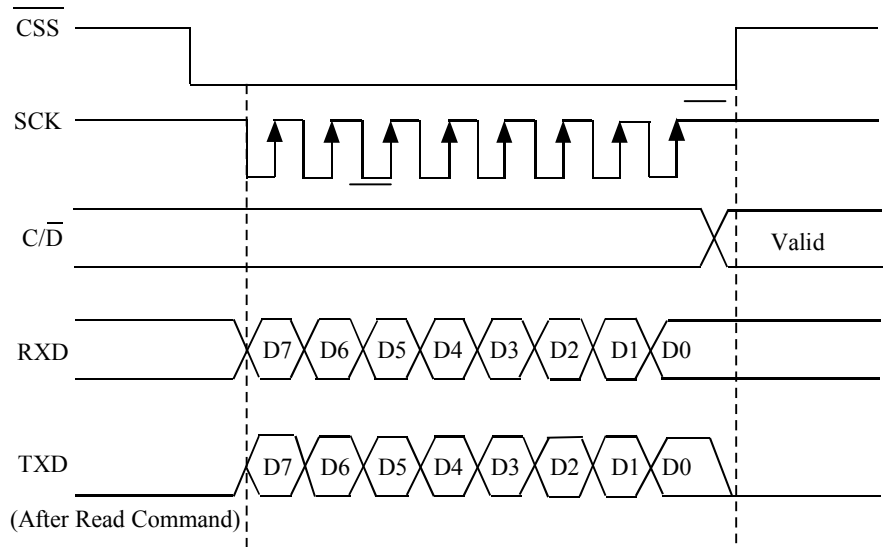 CSS
SCK
C/D
Valid
RXD
D7 D6 D5 D4 D3 D2 D1 D0
TXD
D7 D6 D5 D4 D3 D2 D1 D0
(After Read Command)